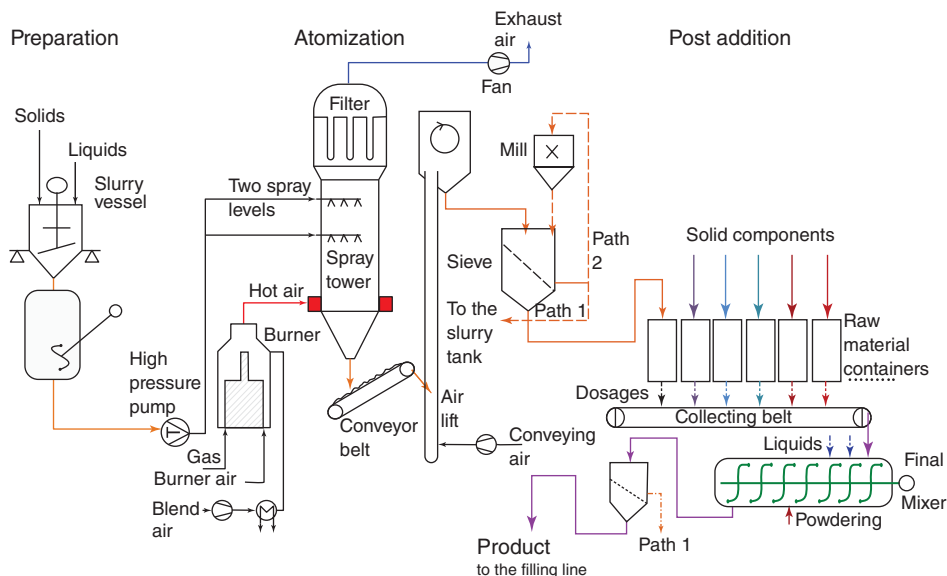 Preparation
Atomization
Post addition
Exhaust
air
Fan
Solids
Liquids
Slurry
vessel
Filter
Two spray
levels
Spray
tower
Mill
Sieve
Path
2
Path 1
To the
slurry
tank
Hot air
Burner
High
pressure
pump
Gas
Burner air
Blend
air
Conveyor
belt
Air
lift
Conveying
air
Solid components
Raw
material
containers
Dosages
Collecting belt
Liquids
Final
Mixer
Powdering
Path 1
Product
to the filling line